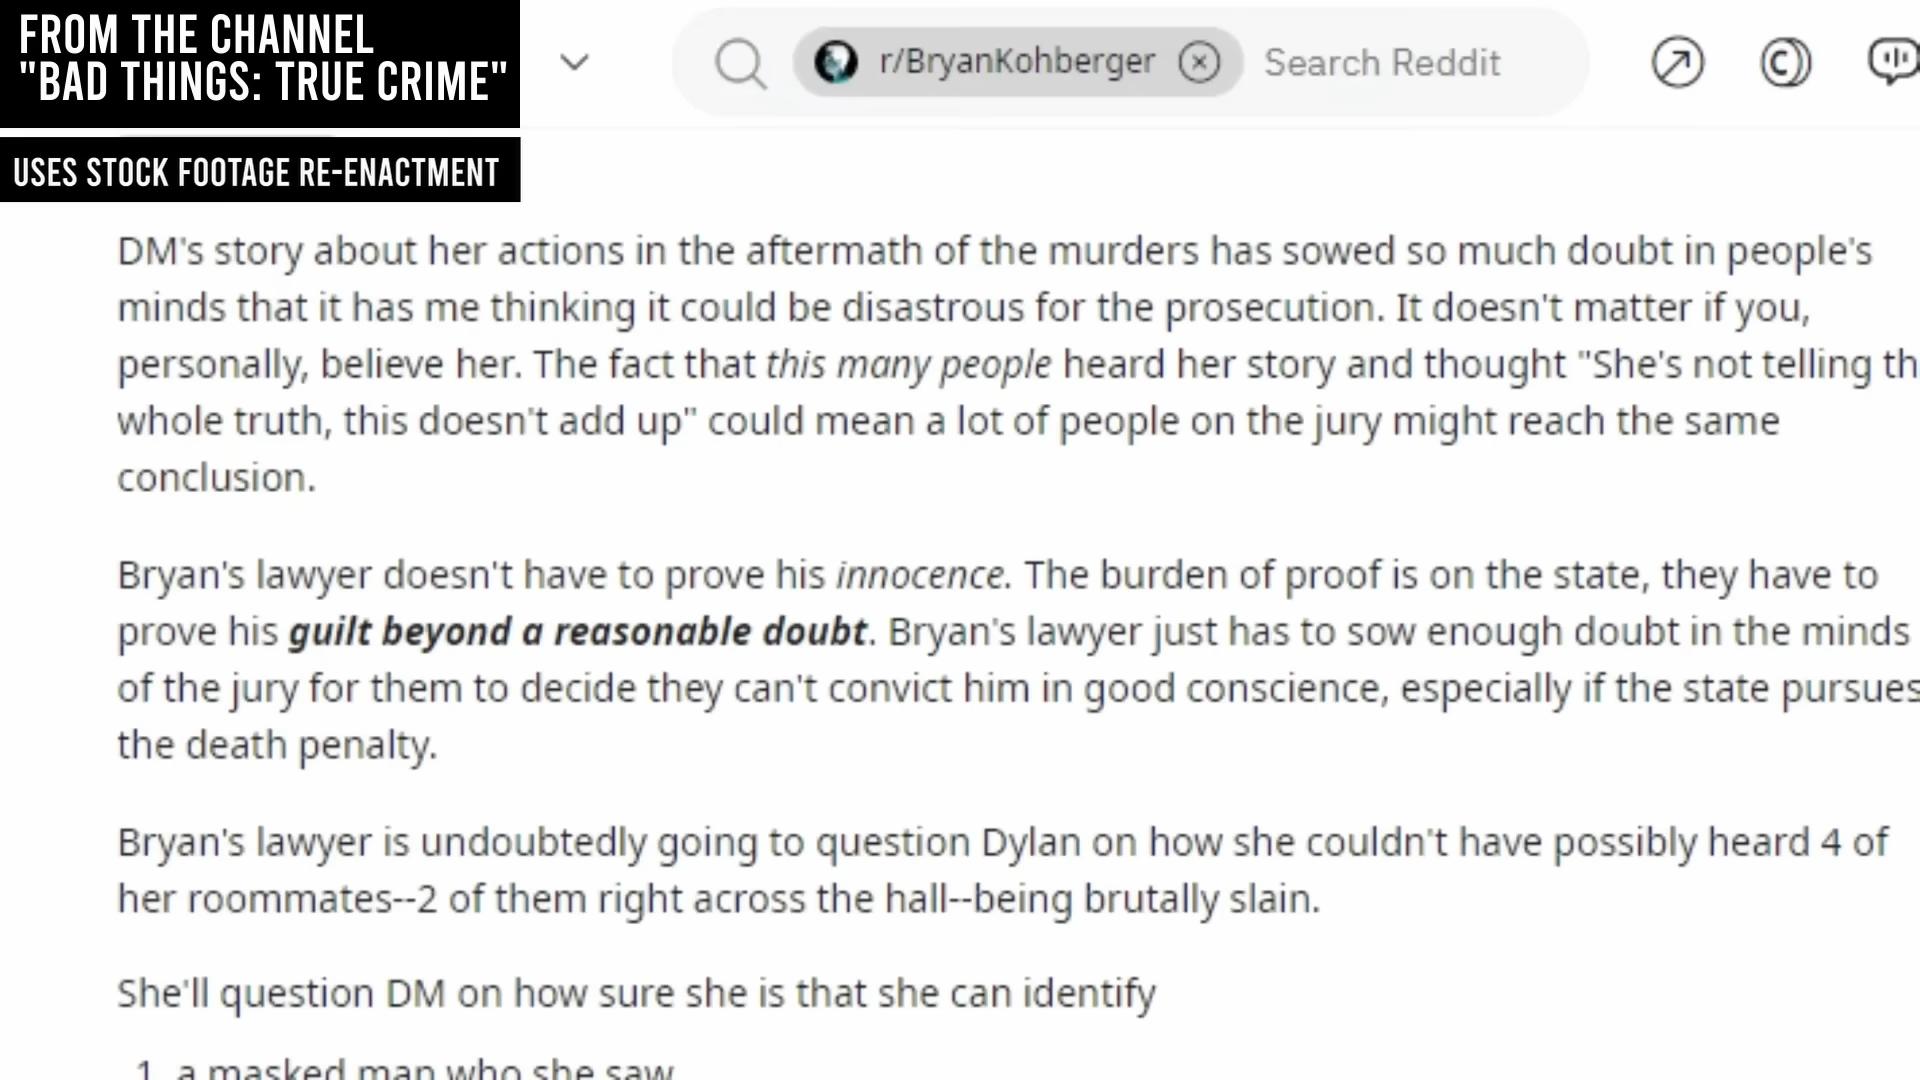 FROM THE CHANNEL
"BAD THINGS: TRUE CRIME"
r/BryanKohberger Search Reddit
USES STOCK FOOTAGE RE-ENACTMENT
DM's story about her actions in the aftermath of the murders has sowed so much doubt in people's
minds that it has me thinking it could be disastrous for the prosecution. It doesn't matter if you,
personally, believe her. The fact that this many people heard her story and thought "She's not telling th
whole truth, this doesn't add up" could mean a lot of people on the jury might reach the same
conclusion.
Bryan's lawyer doesn't have to prove his innocence. The burden of proof is on the state, they have to
prove his guilt beyond a reasonable doubt. Bryan's lawyer just has to sow enough doubt in the minds
of the jury for them to decide they can't convict him in good conscience, especially if the state pursues
the death penalty.
Bryan's lawyer is undoubtedly going to question Dylan on how she couldn't have possibly heard 4 of
her roommates--2 of them right across the hall--being brutally slain.
She'll question DM on how sure she is that she can identify
1. a masked man who she saw